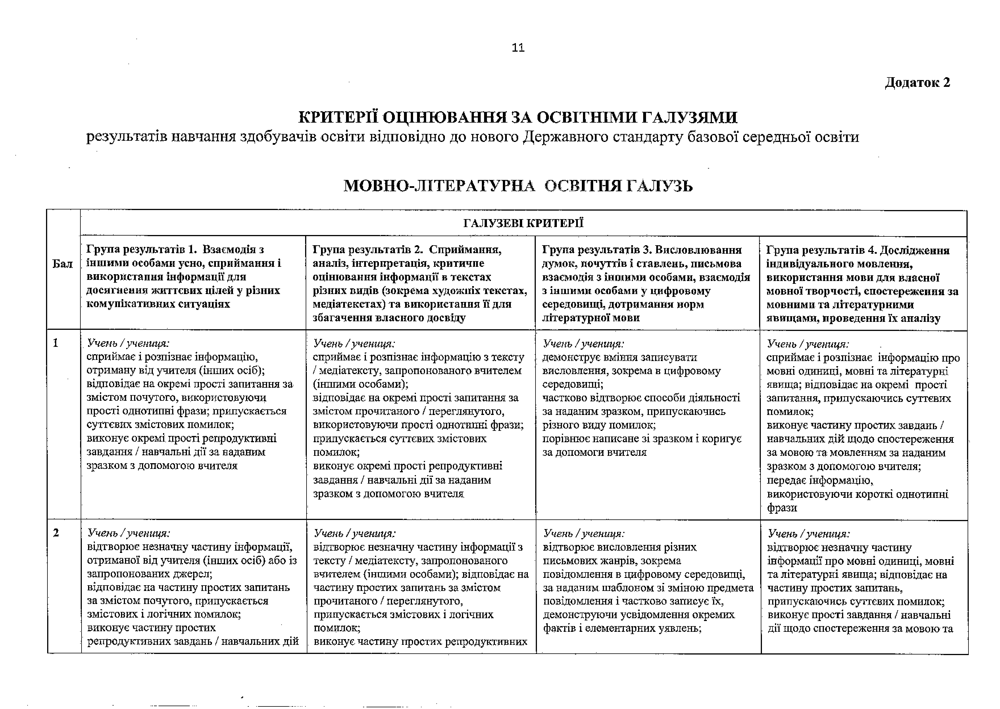 11
Додаток 2
КРИТЕРІЇ ОЦІНЮВАННЯ ЗА ОСВІТНІМИ ГАЛУЗЯМИ
результатів навчання здобувачів освіти відповідно до нового Державного стандарту базової середньої освіти
МОВНО-ЛІТЕРАТУРНА ОСВІТНЯ ГАЛУЗЬ
Бал
ГАЛУЗЕВІ КРИТЕРІЇ
Група результатів 1. Взаємодія з
іншими особами усно, сприймання і
використання інформації для
досягнення життєвих цілей у різних
комунікативних ситуаціях
Група результатів 2. Сприймання,
аналіз, інтерпретація, критичне
оцінювання інформації в текстах
різних видів (зокрема художніх текстах,
медіатекстах) та використання її для
збагачення власного досвіду
Група результатів 3. Висловлювання
думок, почуттів і ставлень, письмова
взаємодія з іншими особами, взаємодія
з іншими особами у цифровому
середовищі, дотримання норм
літературної мови
Група результатів 4. Дослідження
індивідуального мовлення,
використання мови для власної
мовної творчості, спостереження за
мовними та літературними
явищами, проведення їх аналізу
1
Учень / учениця:
сприймає і розпізнає інформацію,
отриману від учителя (інших осіб);
відповідає на окремі прості запитання за
змістом почутого, використовуючи
прості однотипні фрази; припускається
суттєвих змістових помилок;
виконує окремі прості репродуктивні
завдання / навчальні дії за наданим
зразком з допомогою вчителя
Учень / учениця:
сприймає і розпізнає інформацію з тексту
/ медіатексту, запропонованого вчителем
(іншими особами);
відповідає на окремі прості запитання за
змістом прочитаного / переглянутого,
використовуючи прості однотипні фрази;
припускається суттєвих змістових
помилок;
виконує окремі прості репродуктивні
завдання / навчальні дії за наданим
зразком з допомогою вчителя
Учень / учениця:
демонструє вміння записувати
висловлення, зокрема в цифровому
середовищі;
частково відтворює способи діяльності
за наданим зразком, припускаючись
різного виду помилок;
порівнює написане зі зразком і коригує
за допомоги вчителя
Учень / учениця:
сприймає і розпізнає інформацію про
мовні одиниці, мовні та літературні
явища; відповідає на окремі прості
запитання, припускаючись суттєвих
помилок;
виконує частину простих завдань /
навчальних дій щодо спостереження
за мовою та мовленням за наданим
зразком з допомогою вчителя;
передає інформацію,
використовуючи короткі однотипні
фрази
2
Учень / учениця:
відтворює незначну частину інформації,
отриманої від учителя (інших осіб) або із
запропонованих джерел;
відповідає на частину простих запитань
за змістом почутого, припускається
змістових і логічних помилок;
виконує частину простих
репродуктивних завдань / навчальних дій
Учень / учениця:
відтворює незначну частину інформації з
тексту / медіатексту, запропонованого
вчителем (іншими особами); відповідає на
частину простих запитань за змістом
прочитаного / переглянутого,
припускається змістових і логічних
помилок;
виконує частину простих репродуктивних
Учень / учениця:
відтворює висловлення різних
письмових жанрів, зокрема
повідомлення в цифровому середовищі,
за наданим шаблоном зі зміною предмета
повідомлення і частково записує їх,
демонструючи усвідомлення окремих
фактів і елементарних уявлень;
Учень / учениця:
відтворює незначну частину
інформації про мовні одиниці, мовні
та літературні явища; відповідає на
частину простих запитань,
припускаючись суттєвих помилок;
виконує прості завдання / навчальні
дії щодо спостереження за мовою та